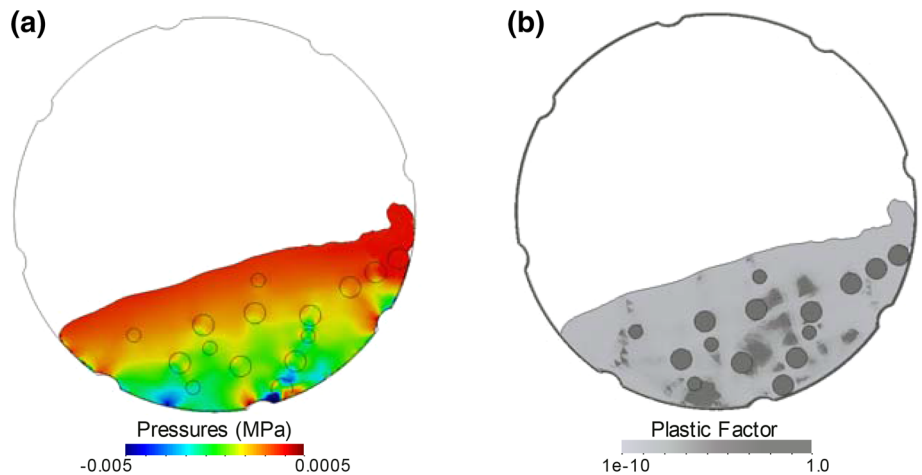 (a)
(b)
Pressures (MPa)
-0.005
0.0005
Plastic Factor
1e-10
1.0